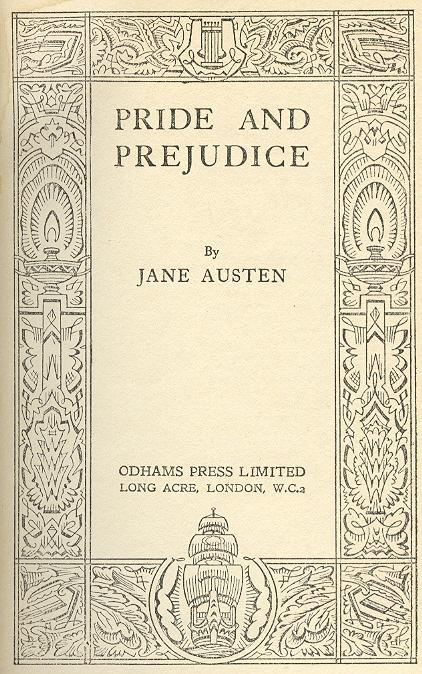 PRIDE AND
PREJUDICE
By
JANE AUSTEN
ODHAMS PRESS LIMITED
LONG ACRE, LONDON, W.C.2